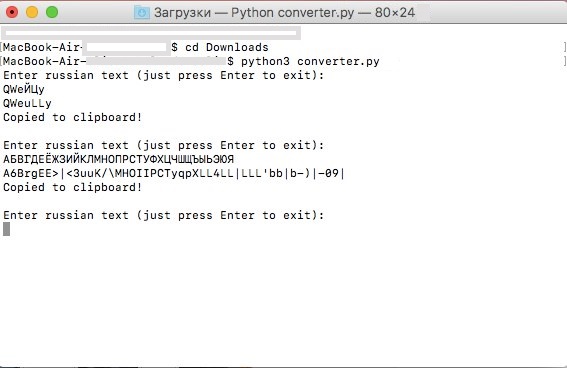 Загрузки — Python converter.py — 80×24
[MacBook-Air- $ cd Downloads ]
[MacBook-Air- $ python3 converter.py ]
Enter russian text (just press Enter to exit):
QWeЙЦу
QWeuLLy
Copied to clipboard!
Enter russian text (just press Enter to exit):
АБВГДЕЁЖЗИЙКЛМНОПРСТУФХЦЧШЩЪЫЬЭЮЯ
A6BrgEE>|<3uuK/\MHOIIPCTyqpXLL4LL|LLL'bb|b-)|-09|
Copied to clipboard!
Enter russian text (just press Enter to exit):